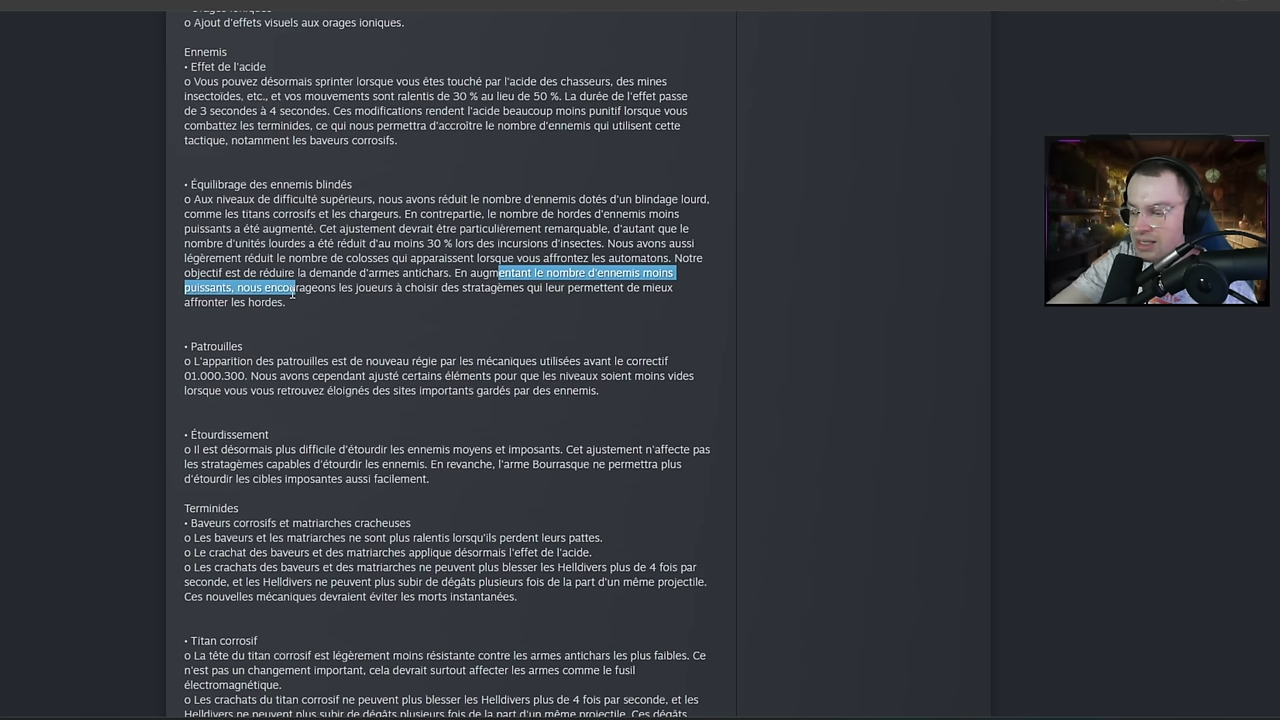 o Ajout d'effets visuels aux orages ioniques.
Ennemis
• Effet de l'acide
o Vous pouvez désormais sprinter lorsque vous êtes touché par l'acide des chasseurs, des mines
insectoïdes, etc., et vos mouvements sont ralentis de 30 % au lieu de 50 %. La durée de l'effet passe
de 3 secondes à 4 secondes. Ces modifications rendent l'acide beaucoup moins punitif lorsque vous
combattez les terminides, ce qui nous permettra d'accroître le nombre d'ennemis qui utilisent cette
tactique, notamment les baveurs corrosifs.
• Équilibrage des ennemis blindés
o Aux niveaux de difficulté supérieurs, nous avons réduit le nombre d'ennemis dotés d'un blindage lourd,
comme les titans corrosifs et les chargeurs. En contrepartie, le nombre de hordes d'ennemis moins
puissants a été augmenté. Cet ajustement devrait être particulièrement remarquable, d'autant que le
nombre d'unités lourdes a été réduit d'au moins 30 % lors des incursions d'insectes. Nous avons aussi
légèrement réduit le nombre de colosses qui apparaissent lorsque vous affrontez les automatons. Notre
objectif est de réduire la demande d'armes antichars. En augmentant le nombre d'ennemis moins
puissants, nous encourageons les joueurs à choisir des stratagèmes qui leur permettent de mieux
affronter les hordes.
• Patrouilles
o L'apparition des patrouilles est de nouveau régie par les mécaniques utilisées avant le correctif
01.000.300. Nous avons cependant ajusté certains éléments pour que les niveaux soient moins vides
lorsque vous vous retrouvez éloignés des sites importants gardés par des ennemis.
• Étourdissement
o Il est désormais plus difficile d'étourdir les ennemis moyens et imposants. Cet ajustement n'affecte pas
les stratagèmes capables d'étourdir les ennemis. En revanche, l'arme Bourrasque ne permettra plus
d'étourdir les cibles imposantes aussi facilement.
Terminides
• Baveurs corrosifs et matriarches cracheuses
o Les baveurs et les matriarches ne sont plus ralentis lorsqu'ils perdent leurs pattes.
o Le crachat des baveurs et des matriarches applique désormais l'effet de l'acide.
o Les crachats des baveurs et des matriarches ne peuvent plus blesser les Helldivers plus de 4 fois par
seconde, et les Helldivers ne peuvent plus subir de dégâts plusieurs fois de la part d'un même projectile.
Ces nouvelles mécaniques devraient éviter les morts instantanées.
• Titan corrosif
o La tête du titan corrosif est légèrement moins résistante contre les armes antichars les plus faibles. Ce
n'est pas un changement important, cela devrait surtout affecter les armes comme le fusil
électromagnétique.
o Les crachats du titan corrosif ne peuvent plus blesser les Helldivers plus de 4 fois par seconde, et les
Helldivers ne peuvent plus subir de dégâts plusieurs fois de la part d'un même projectile. Ces dégâts